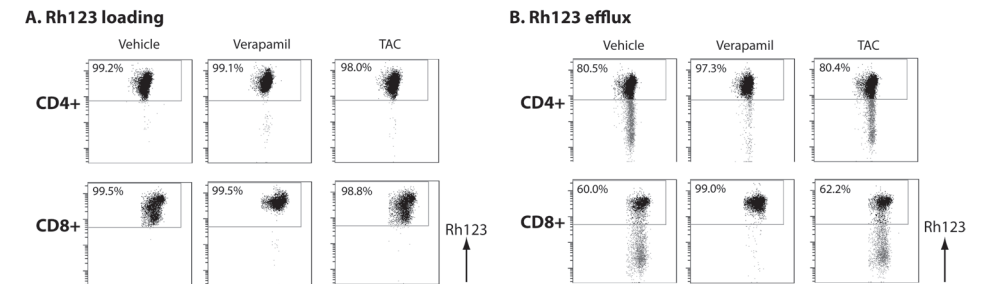 A. Rh123 loading
Vehicle Verapamil TAC
CD4+ 99.2% 99.1% 98.0%
CD8+ 99.5% 99.5% 98.8%
Rh123
B. Rh123 efflux
Vehicle Verapamil TAC
CD4+ 80.5% 97.3% 80.4%
CD8+ 60.0% 99.0% 62.2%
Rh123